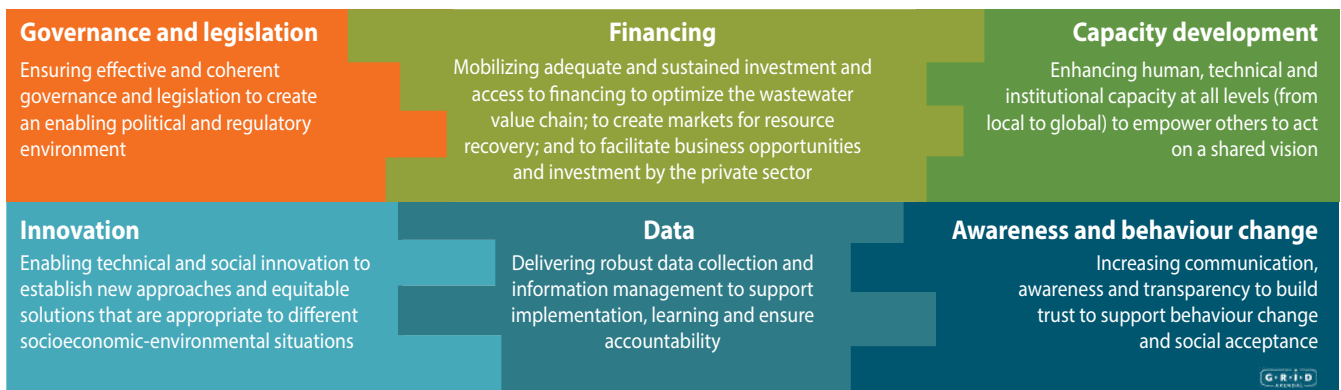 Governance and legislation
Ensuring effective and coherent
governance and legislation to create
an enabling political and regulatory
environment
Financing
Mobilizing adequate and sustained investment and
access to financing to optimize the wastewater
value chain; to create markets for resource
recovery; and to facilitate business opportunities
and investment by the private sector
Capacity development
Enhancing human, technical and
institutional capacity at all levels (from
local to global) to empower others to act
on a shared vision
Innovation
Enabling technical and social innovation to
establish new approaches and equitable
solutions that are appropriate to different
socioeconomic-environmental situations
Data
Delivering robust data collection and
information management to support
implementation, learning and ensure
accountability
Awareness and behaviour change
Increasing communication,
awareness and transparency to build
trust to support behaviour change
and social acceptance
G·R·I·D
ARENDAL